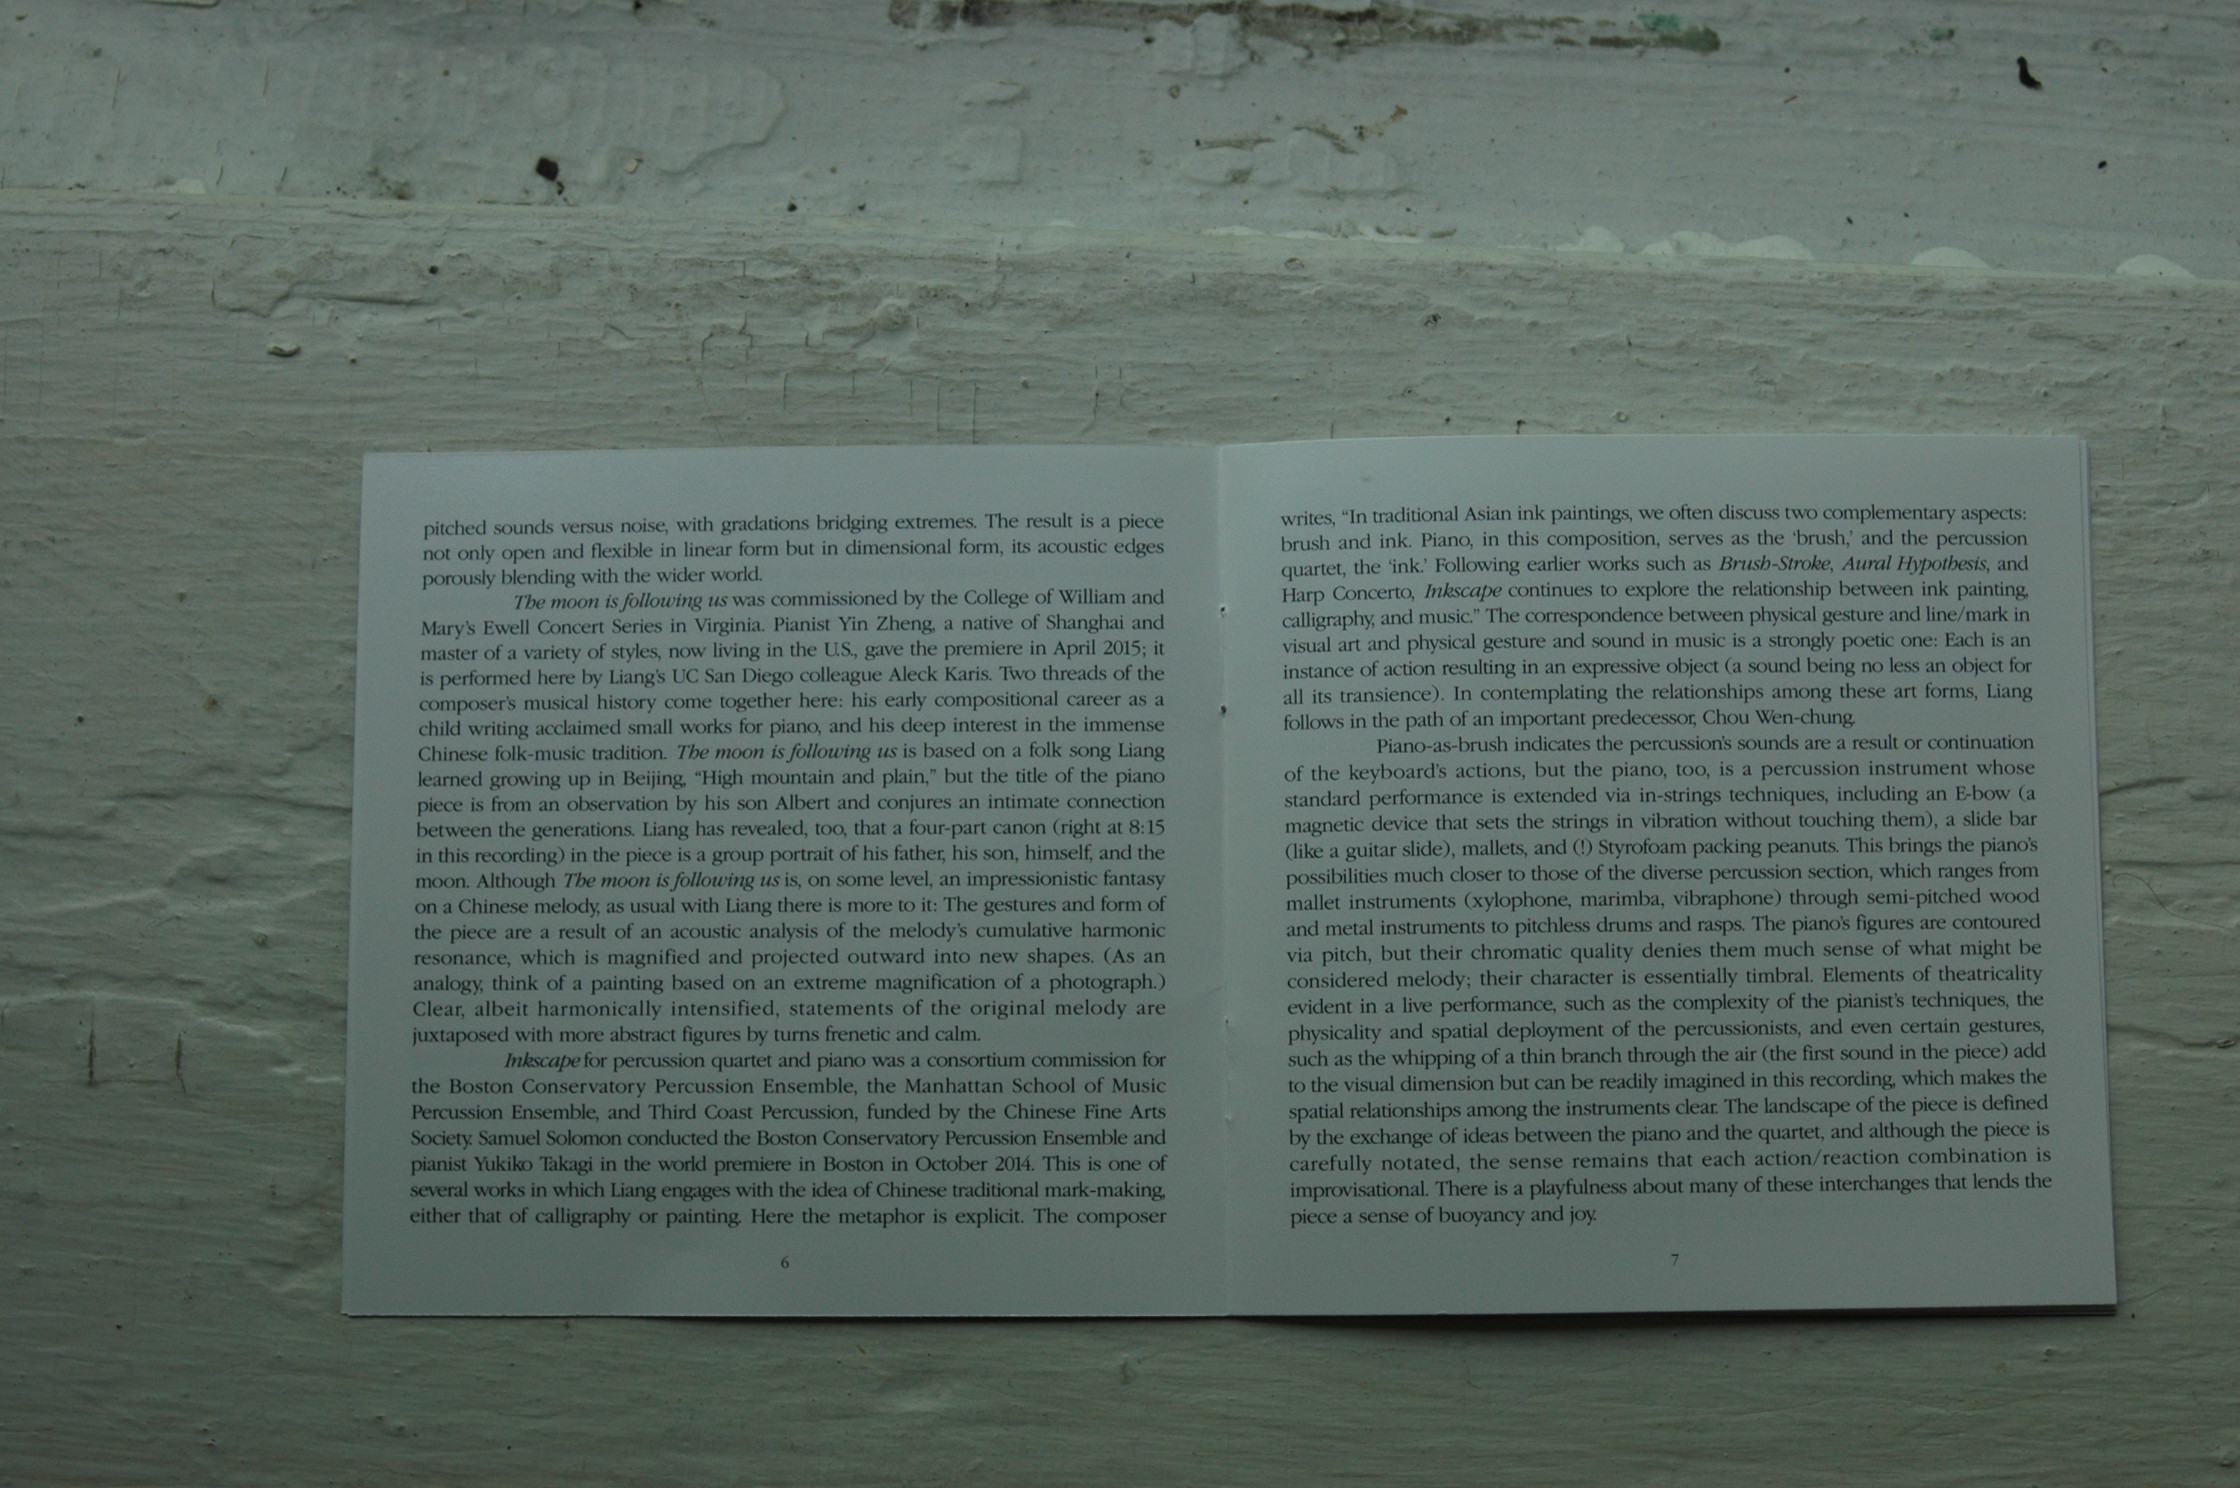 pitched sounds versus noise, with gradations bridging extremes. The result is a piece
not only open and flexible in linear form but in dimensional form, its acoustic edges
porously blending with the wider world.
The moon is following us was commissioned by the College of William and
Mary's Ewell Concert Series in Virginia. Pianist Yin Zheng, a native of Shanghai and
master of a variety of styles, now living in the U.S., gave the premiere in April 2015; it
is performed here by Liang's UC San Diego colleague Aleck Karis. Two threads of the
composer's musical history come together here: his early compositional career as a
child writing acclaimed small works for piano, and his deep interest in the immense
Chinese folk-music tradition. The moon is following us is based on a folk song Liang
learned growing up in Beijing, "High mountain and plain," but the title of the piano
piece is from an observation by his son Albert and conjures an intimate connection
between the generations. Liang has revealed, too, that a four-part canon (right at 8:15
in this recording) in the piece is a group portrait of his father, his son, himself, and the
moon. Although The moon is following us is, on some level, an impressionistic fantasy
on a Chinese melody, as usual with Liang there is more to it: The gestures and form of
the piece are a result of an acoustic analysis of the melody's cumulative harmonic
resonance, which is magnified and projected outward into new shapes. (As an
analogy, think of a painting based on an extreme magnification of a photograph.)
Clear, albeit harmonically intensified, statements of the original melody are
juxtaposed with more abstract figures by turns frenetic and calm.
Inkscape for percussion quartet and piano was a consortium commission for
the Boston Conservatory Percussion Ensemble, the Manhattan School of Music
Percussion Ensemble, and Third Coast Percussion, funded by the Chinese Fine Arts
Society. Samuel Solomon conducted the Boston Conservatory Percussion Ensemble and
pianist Yukiko Takagi in the world premiere in Boston in October 2014. This is one of
several works in which Liang engages with the idea of Chinese traditional mark-making,
either that of calligraphy or painting. Here the metaphor is explicit. The composer
6
writes, "In traditional Asian ink paintings, we often discuss two complementary aspects:
brush and ink. Piano, in this composition, serves as the 'brush,' and the percussion
quartet, the 'ink.' Following earlier works such as Brush-Stroke, Aural Hypothesis, and
Harp Concerto, Inkscape continues to explore the relationship between ink painting,
calligraphy, and music." The correspondence between physical gesture and line/mark in
visual art and physical gesture and sound in music is a strongly poetic one: Each is an
instance of action resulting in an expressive object (a sound being no less an object for
all its transience). In contemplating the relationships among these art forms, Liang
follows in the path of an important predecessor, Chou Wen-chung.
Piano-as-brush indicates the percussion's sounds are a result or continuation
of the keyboard's actions, but the piano, too, is a percussion instrument whose
standard performance is extended via in-strings techniques, including an E-bow (a
magnetic device that sets the strings in vibration without touching them), a slide bar
(like a guitar slide), mallets, and (!) Styrofoam packing peanuts. This brings the piano's
possibilities much closer to those of the diverse percussion section, which ranges from
mallet instruments (xylophone, marimba, vibraphone) through semi-pitched wood
and metal instruments to pitchless drums and rasps. The piano's figures are contoured
via pitch, but their chromatic quality denies them much sense of what might be
considered melody; their character is essentially timbral. Elements of theatricality
evident in a live performance, such as the complexity of the pianist's techniques, the
physicality and spatial deployment of the percussionists, and even certain gestures,
such as the whipping of a thin branch through the air (the first sound in the piece) add
to the visual dimension but can be readily imagined in this recording, which makes the
spatial relationships among the instruments clear. The landscape of the piece is defined
by the exchange of ideas between the piano and the quartet, and although the piece is
carefully notated, the sense remains that each action/reaction combination is
improvisational. There is a playfulness about many of these interchanges that lends the
piece a sense of buoyancy and joy.
7